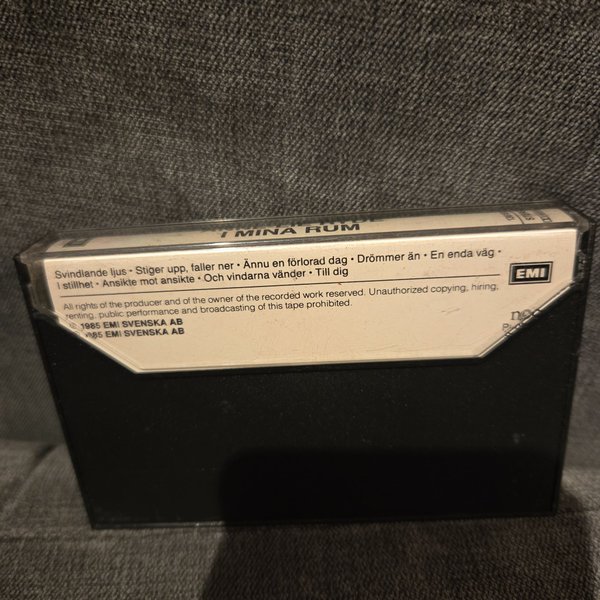 I MINA RUM
Svindlande ljus • Stiger upp, faller ner • Ännu en förlorad dag • Drömmer än • En enda väg •
I stillhet • Ansikte mot ansikte • Och vindarna vänder • Till dig
EMI
All rights of the producer and of the owner of the recorded work reserved. Unauthorized copying, hiring,
renting, public performance and broadcasting of this tape prohibited.
℗ 1985 EMI SVENSKA AB
1985 EMI SVENSKA AB